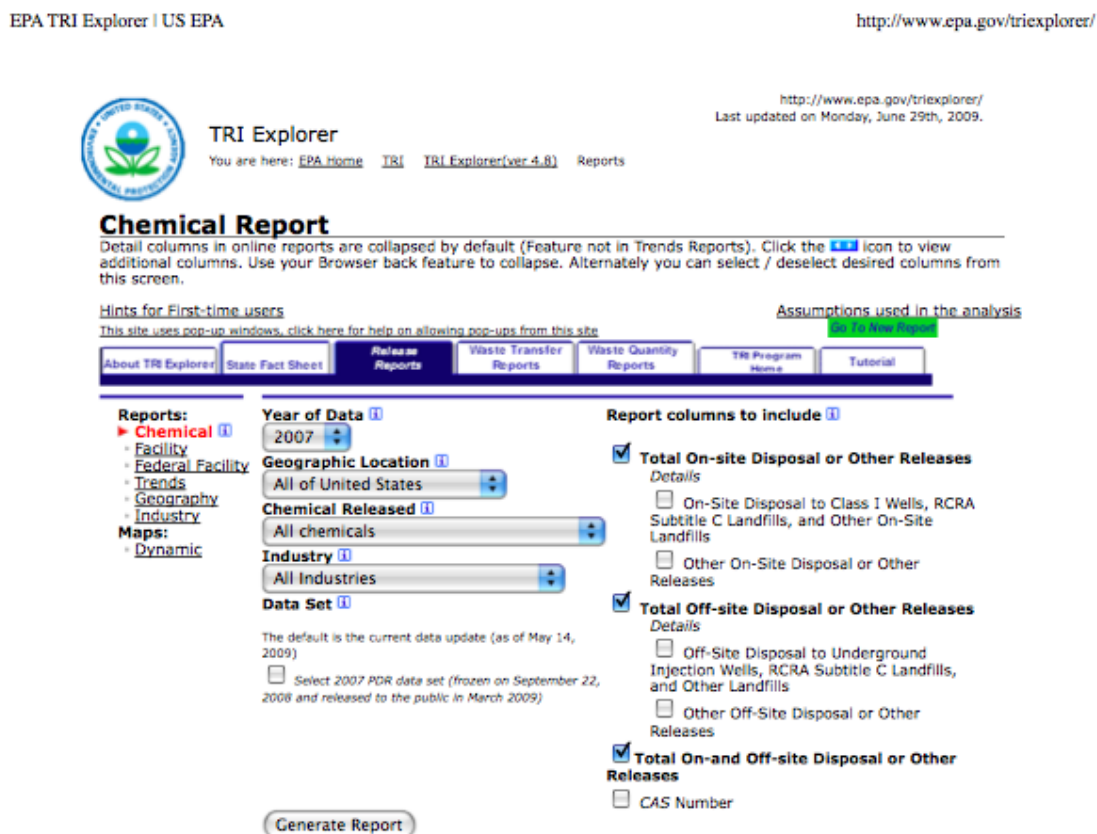 EPA TRI Explorer | US EPA
http://www.epa.gov/triexplorer/
http://www.epa.gov/triexplorer/
Last updated on Monday, June 29th, 2009.
UNITED STATES
ENVIRONMENTAL PROTECTION AGENCY
TRI Explorer
You are here: EPA Home TRI TRI Explorer(ver 4.8) Reports
Chemical Report
Detail columns in online reports are collapsed by default (Feature not in Trends Reports). Click the icon to view
additional columns. Use your Browser back feature to collapse. Alternately you can select / deselect desired columns from
this screen.
Hints for First-time users
Assumptions used in the analysis
This site uses pop-up windows, click here for help on allowing pop-ups from this site
Go To New Report
About TRI Explorer
State Fact Sheet
Release
Reports
Waste Transfer
Reports
Waste Quantity
Reports
TRI Program
Home
Tutorial
Reports:
Chemical
Facility
Federal Facility
Trends
Geography
Industry
Maps:
Dynamic
Year of Data
2007
Geographic Location
All of United States
Chemical Released
All chemicals
Industry
All Industries
Data Set
The default is the current data update (as of May 14,
2009)
Select 2007 PDR data set (frozen on September 22,
2008 and released to the public in March 2009)
Generate Report
Report columns to include
Total On-site Disposal or Other Releases
Details
On-Site Disposal to Class I Wells, RCRA
Subtitle C Landfills, and Other On-Site
Landfills
Other On-Site Disposal or Other
Releases
Total Off-site Disposal or Other Releases
Details
Off-Site Disposal to Underground
Injection Wells, RCRA Subtitle C Landfills,
and Other Landfills
Other Off-Site Disposal or Other
Releases
Total On-and Off-site Disposal or Other
Releases
CAS Number